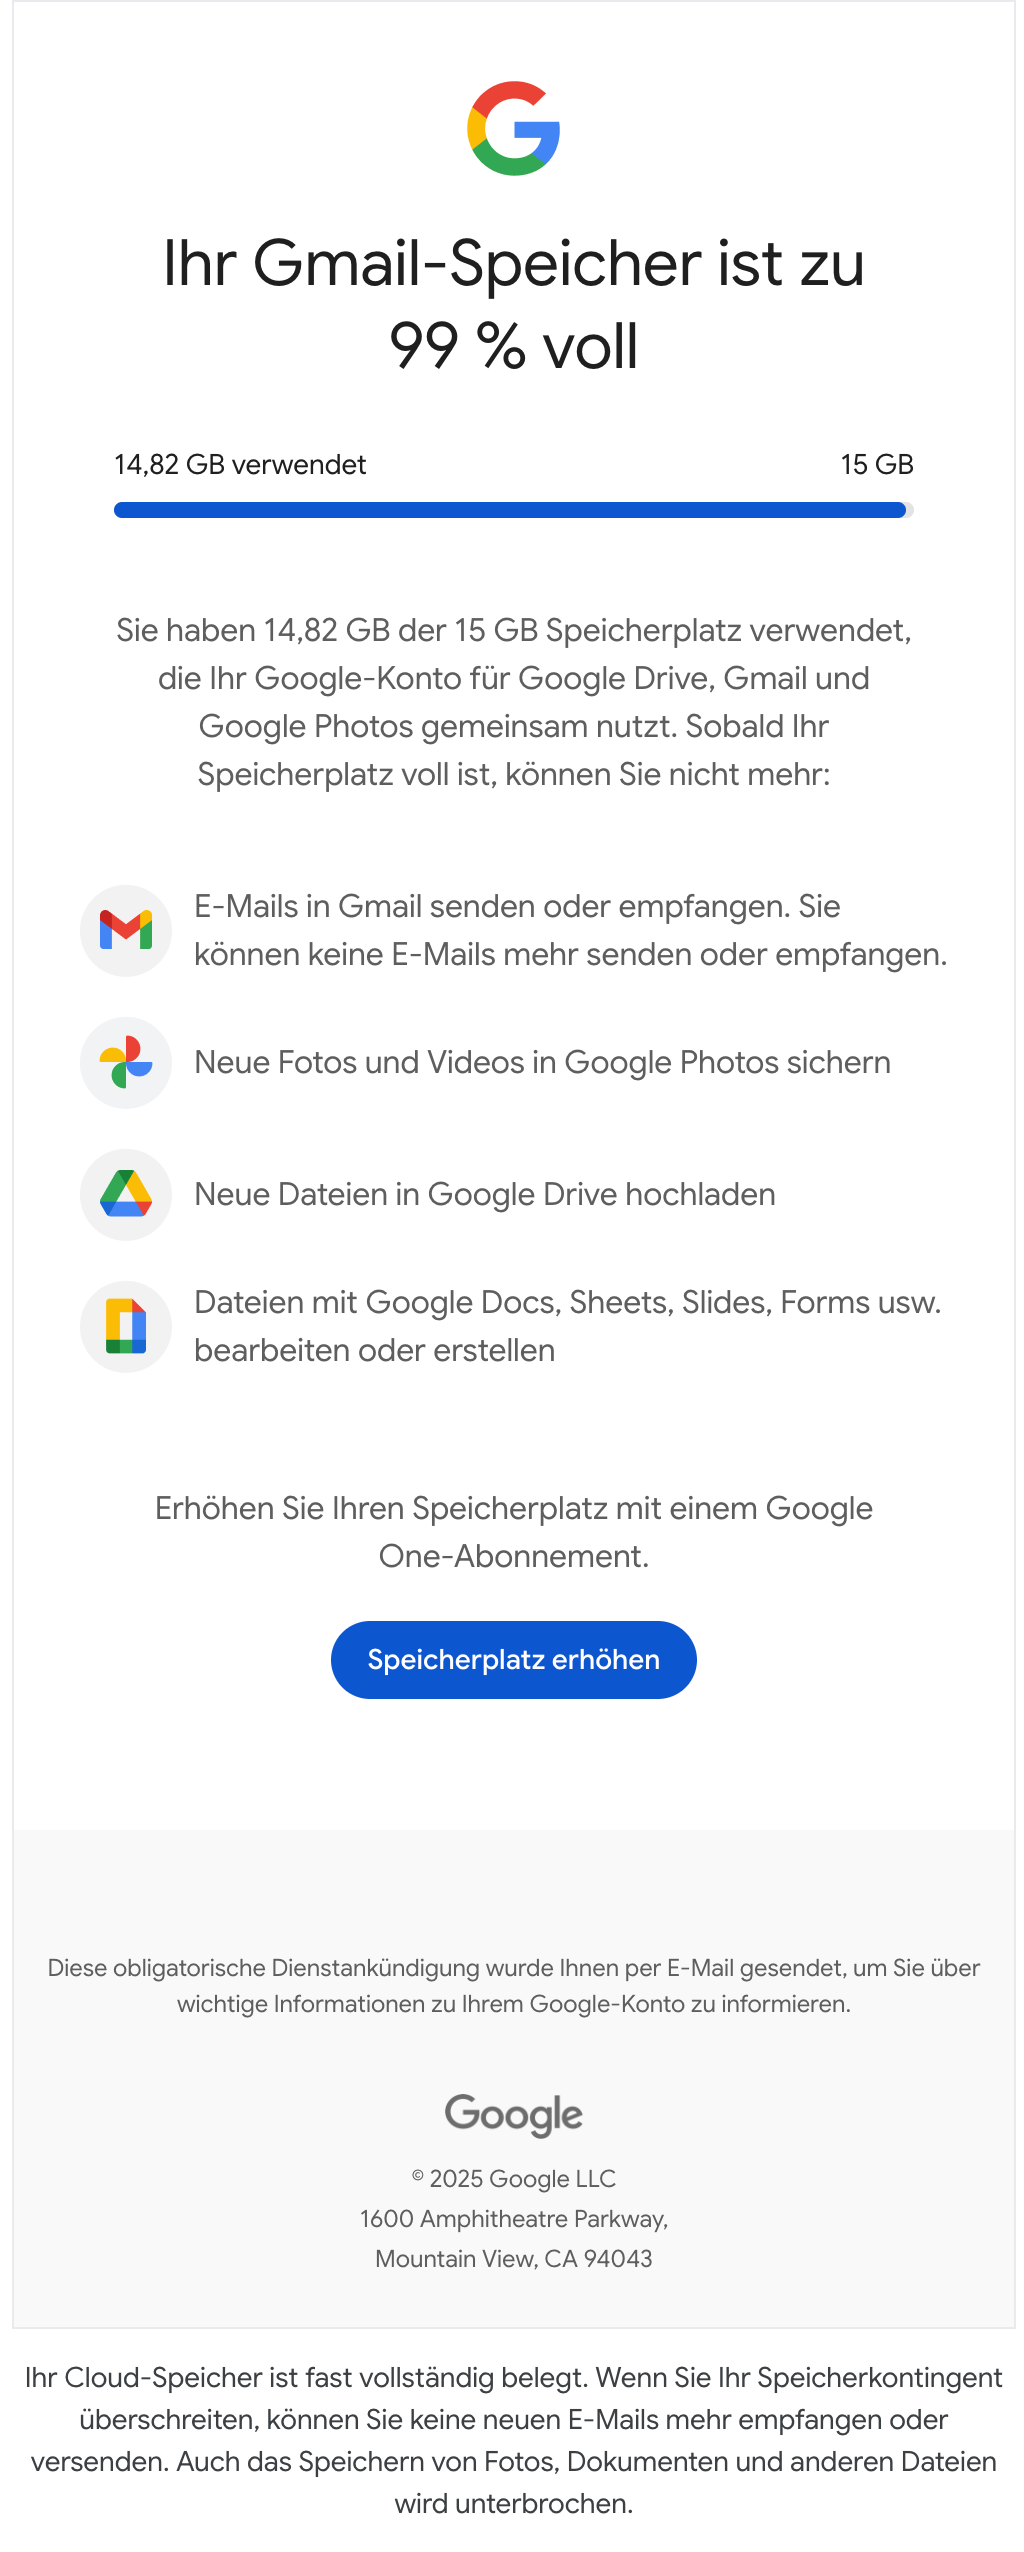 Ihr Gmail-Speicher ist zu
99 % voll
14,82 GB verwendet
15 GB
Sie haben 14,82 GB der 15 GB Speicherplatz verwendet,
die Ihr Google-Konto für Google Drive, Gmail und
Google Photos gemeinsam nutzt. Sobald Ihr
Speicherplatz voll ist, können Sie nicht mehr:
E-Mails in Gmail senden oder empfangen. Sie
können keine E-Mails mehr senden oder empfangen.
Neue Fotos und Videos in Google Photos sichern
Neue Dateien in Google Drive hochladen
Dateien mit Google Docs, Sheets, Slides, Forms usw.
bearbeiten oder erstellen
Erhöhen Sie Ihren Speicherplatz mit einem Google
One-Abonnement.
Speicherplatz erhöhen
Diese obligatorische Dienstankündigung wurde Ihnen per E-Mail gesendet, um Sie über
wichtige Informationen zu Ihrem Google-Konto zu informieren.
Google
© 2025 Google LLC
1600 Amphitheatre Parkway,
Mountain View, CA 94043
Ihr Cloud-Speicher ist fast vollständig belegt. Wenn Sie Ihr Speicherkontingent
überschreiten, können Sie keine neuen E-Mails mehr empfangen oder
versenden. Auch das Speichern von Fotos, Dokumenten und anderen Dateien
wird unterbrochen.